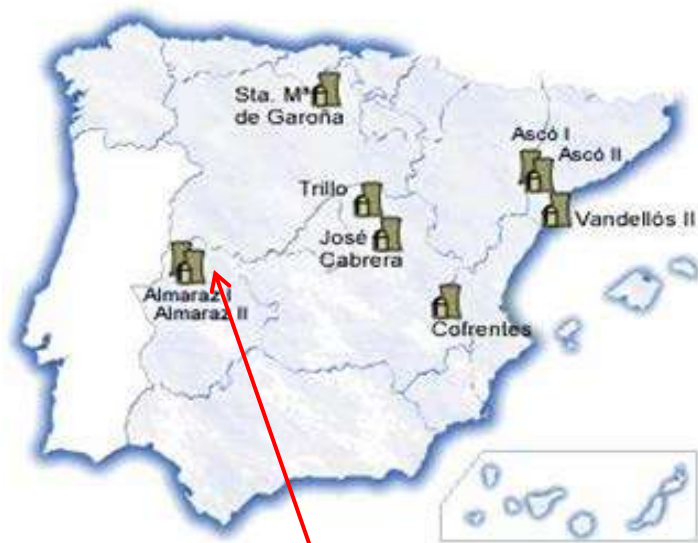 Sta. Mª
de Garoña
Ascó I
Ascó II
Trillo
Vandellós II
José
Cabrera
Almaraz I
Almaraz II
Cofrentes